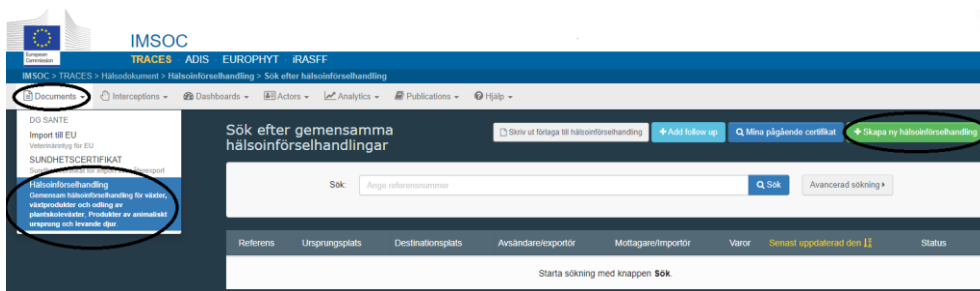 European
Commission
IMSOC
TRACES · ADIS · EUROPHYT · iRASFF
IMSOC > TRACES > Hälsodokument > Hälsoinförselhandling > Sök efter hälsoinförselhandling
Documents Interceptions Dashboards Actors Analytics Publications Hjälp
DG SANTE
Import till EU
Veterinärintyg för EU
SUNDHETSCERTIFIKAT
Hälsoinförselhandling
Gemensam hälsoinförselhandling för växter,
växtprodukter och odling av
plantskoleväxter, Produkter av animaliskt
ursprung och levande djur.
Sök efter gemensamma
hälsoinförselhandlingar
Skriv ut förlaga till hälsoinförselhandling + Add follow up Mina pågående certifikat + Skapa ny hälsoinförselhandling
Sök: Ange referensnummer Sök Avancerad sökning
Referens Ursprungsplats Destinationsplats Avsändare/exportör Mottagare/Importör Varor Senast uppdaterad den Status
Starta sökning med knappen Sök.